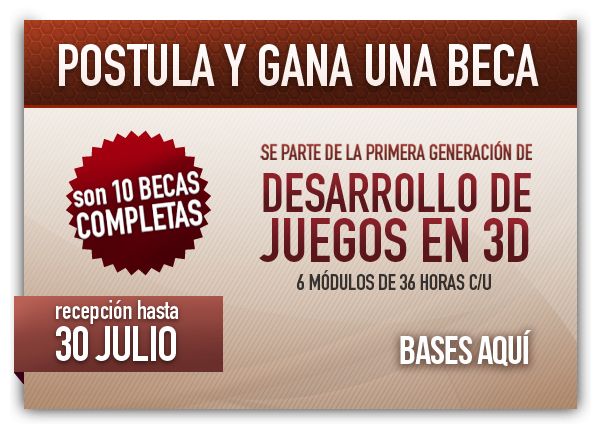 POSTULA Y GANA UNA BECA
son 10 BECAS
COMPLETAS
SE PARTE DE LA PRIMERA GENERACIÓN DE
DESARROLLO DE
JUEGOS EN 3D
6 MÓDULOS DE 36 HORAS C/U
recepción hasta
30 JULIO
BASES AQUÍ